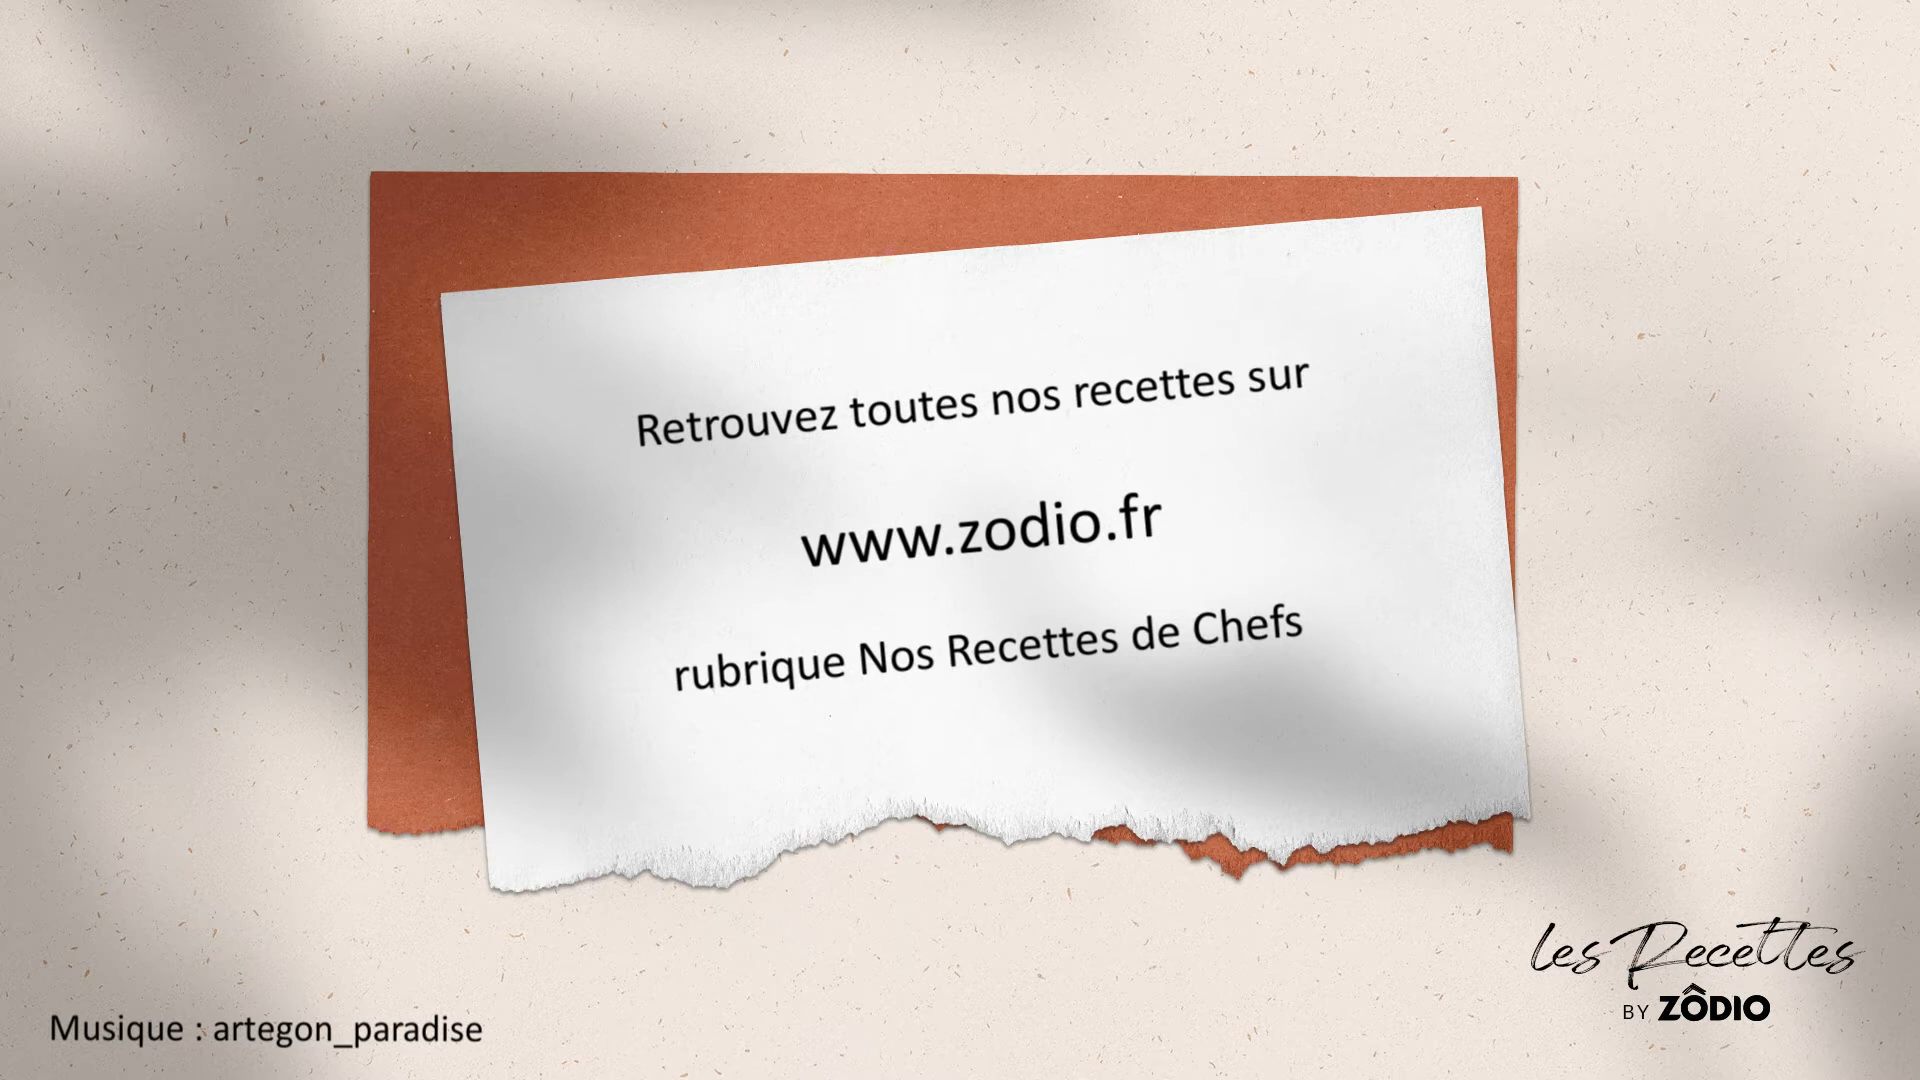 Retrouvez toutes nos recettes sur
www.zodio.fr
rubrique Nos Recettes de Chefs
les Recettes
BY ZÔDIO
Musique : artegon_paradise